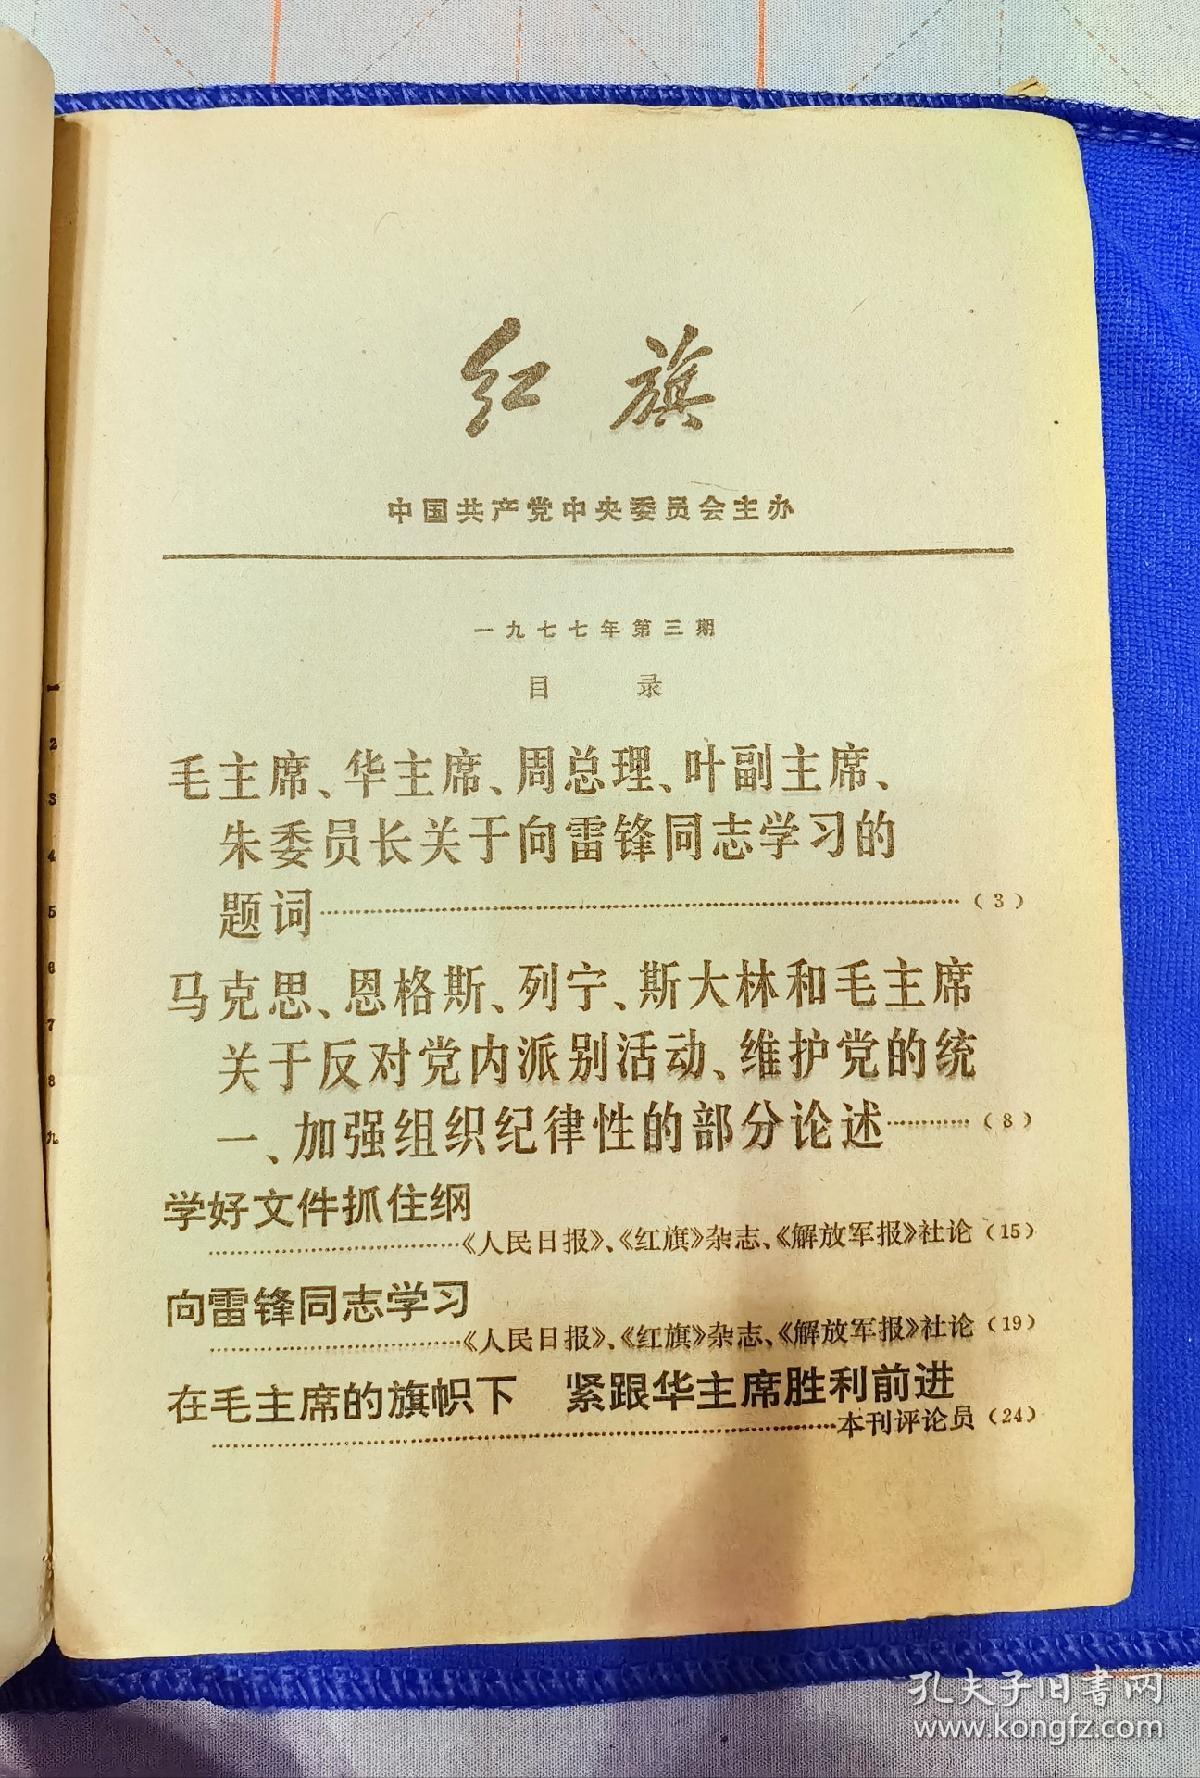 红旗
中国共产党中央委员会主办
一九七七年第三期
目录
毛主席、华主席、周总理、叶副主席、
朱委员长关于向雷锋同志学习的
题词……………………………………………(3)
马克思、恩格斯、列宁、斯大林和毛主席
关于反对党内派别活动、维护党的统
一、加强组织纪律性的部分论述…………(8)
学好文件抓住纲
……………………《人民日报》、《红旗》杂志、《解放军报》社论(15)
向雷锋同志学习
……………………《人民日报》、《红旗》杂志、《解放军报》社论(19)
在毛主席的旗帜下 紧跟华主席胜利前进
……………………………………………本刊评论员(24)
2
3
4
5
6
7
8
九
孔夫子旧书网
www.kongfz.com